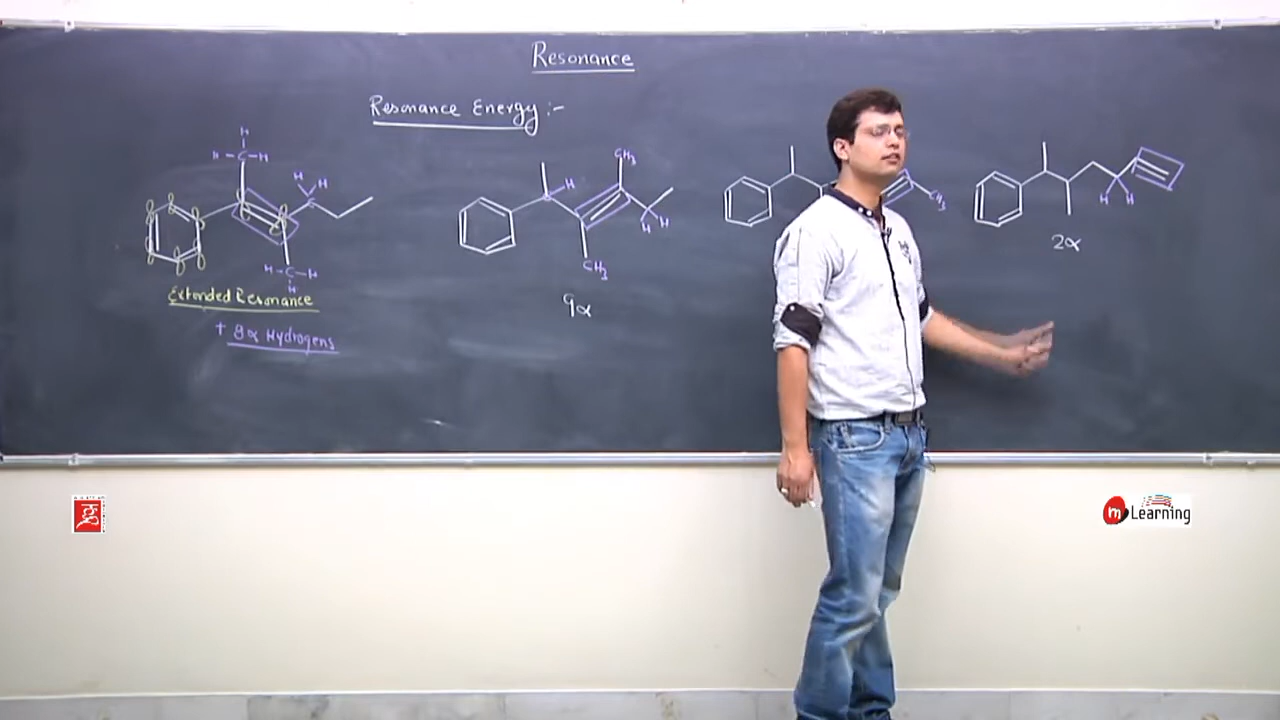 Resonance
Resonance Energy :-
H
H - C - H
H H
C
H - C - H
H
Extended Resonance
+ 8α Hydrogens
CH3
H
H H
CH3
9α
CH3
H H
2α
m Learning